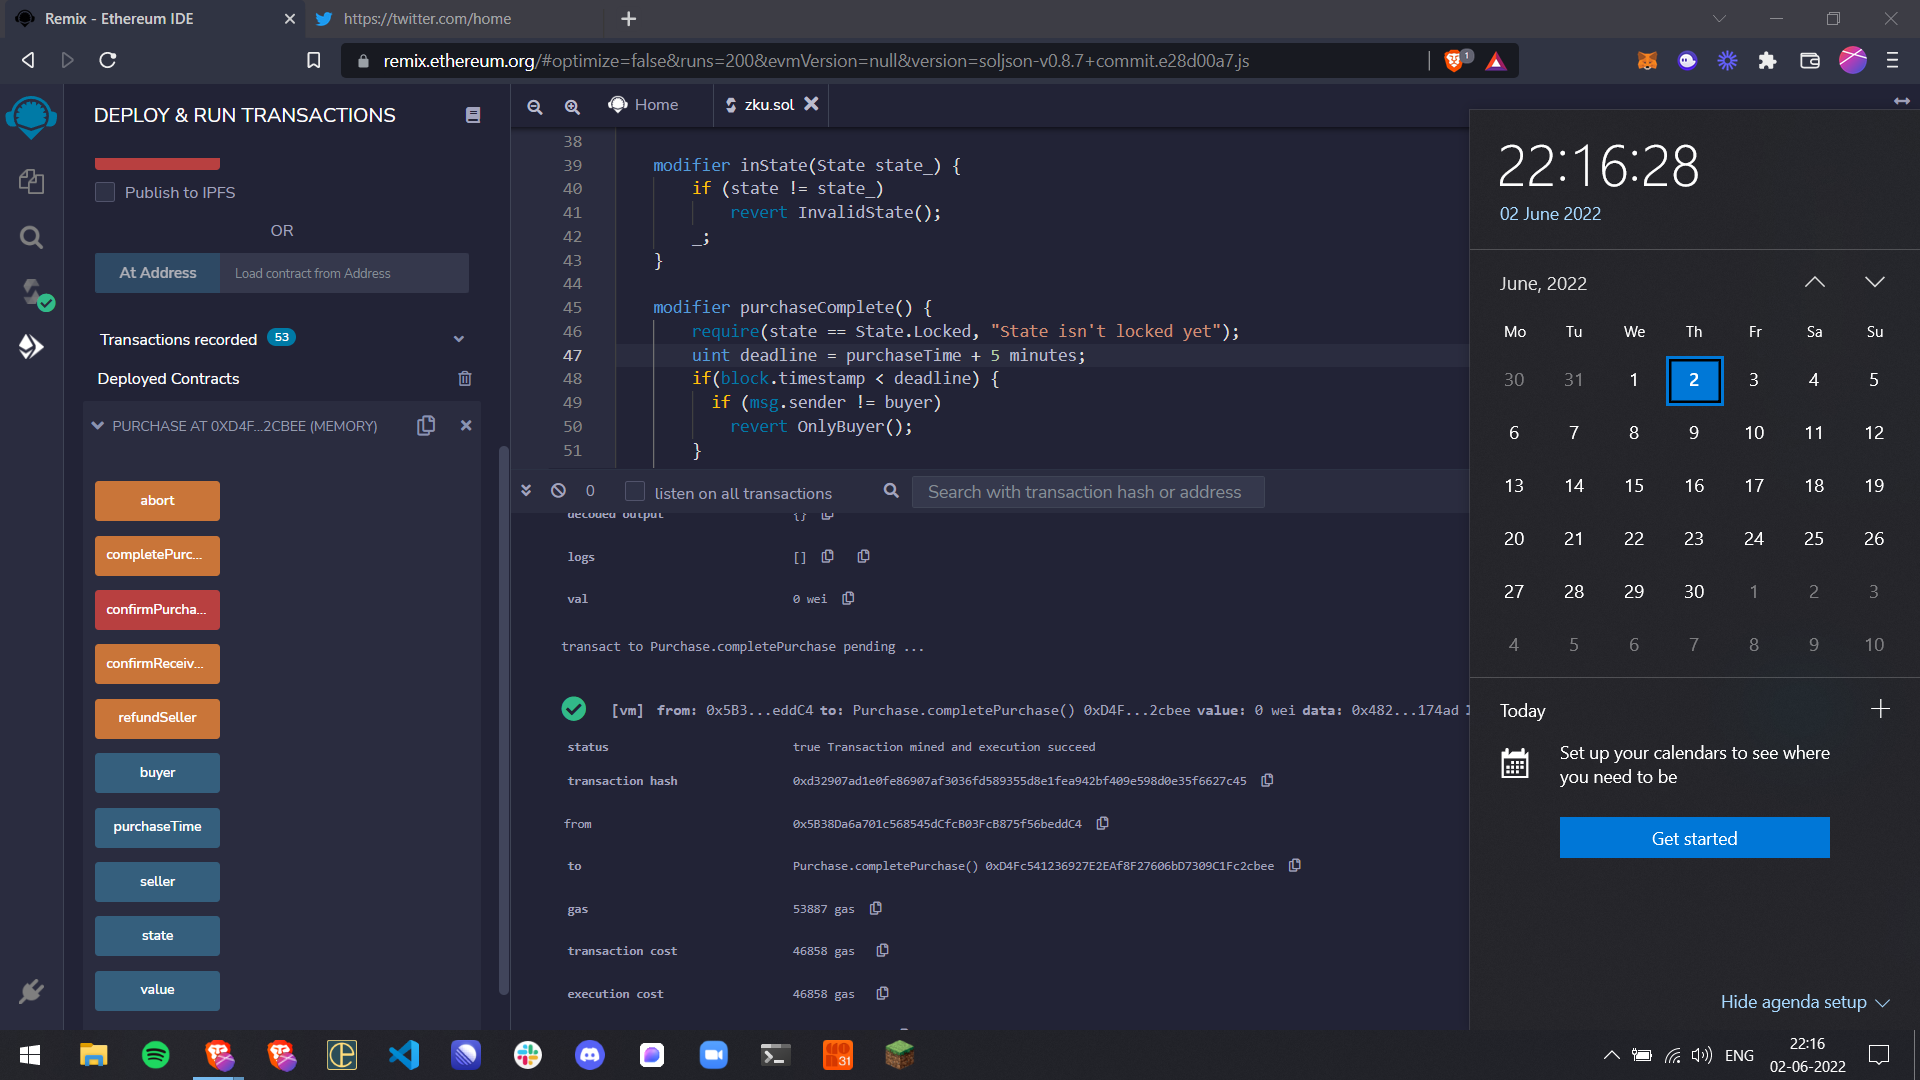 Remix - Ethereum IDE
https://twitter.com/home
remix.ethereum.org/#optimize=false&runs=200&evmVersion=null&version=soljson-v0.8.7+commit.e28d00a7.js
1
DEPLOY & RUN TRANSACTIONS
Publish to IPFS
OR
At Address
Load contract from Address
Transactions recorded 53
Deployed Contracts
PURCHASE AT 0XD4F...2CBEE (MEMORY)
abort
completePurc...
confirmPurcha...
confirmReceiv...
refundSeller
buyer
purchaseTime
seller
state
value
Home
zku.sol
38
39 modifier inState(State state_) {
40 if (state != state_)
41 revert InvalidState();
42 _;
43 }
44
45 modifier purchaseComplete() {
46 require(state == State.Locked, "State isn't locked yet");
47 uint deadline = purchaseTime + 5 minutes;
48 if(block.timestamp < deadline) {
49 if (msg.sender != buyer)
50 revert OnlyBuyer();
51 }
0
listen on all transactions
Search with transaction hash or address
decoded output {}
logs []
val 0 wei
transact to Purchase.completePurchase pending ...
[vm] from: 0x5B3...eddC4 to: Purchase.completePurchase() 0xD4F...2cbee value: 0 wei data: 0x482...174ad
status true Transaction mined and execution succeed
transaction hash 0xd32907ad1e0fe86907af3036fd589355d8e1fea942bf409e598d0e35f6627c45
from 0x5B38Da6a701c568545dCfcB03FcB875f56beddC4
to Purchase.completePurchase() 0xD4Fc541236927E2EAf8F27606bD7309C1Fc2cbee
gas 53887 gas
transaction cost 46858 gas
execution cost 46858 gas
22:16:28
02 June 2022
June, 2022
Mo Tu We Th Fr Sa Su
30 31 1 2 3 4 5
6 7 8 9 10 11 12
13 14 15 16 17 18 19
20 21 22 23 24 25 26
27 28 29 30 1 2 3
4 5 6 7 8 9 10
Today
Set up your calendars to see where
you need to be
Get started
Hide agenda setup
31
ENG
22:16
02-06-2022